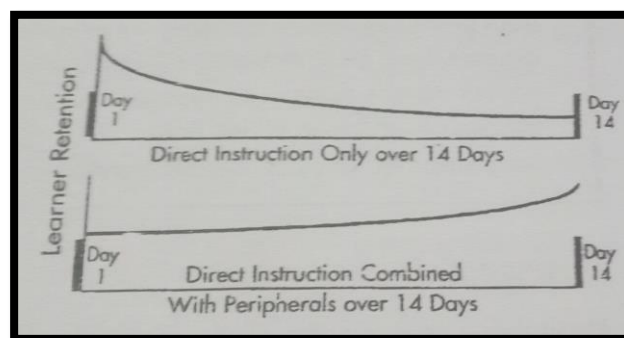 Learner Retention
Day
1
Day
14
Direct Instruction Only over 14 Days
Day
1
Direct Instruction Combined
Day
14
With Peripherals over 14 Days